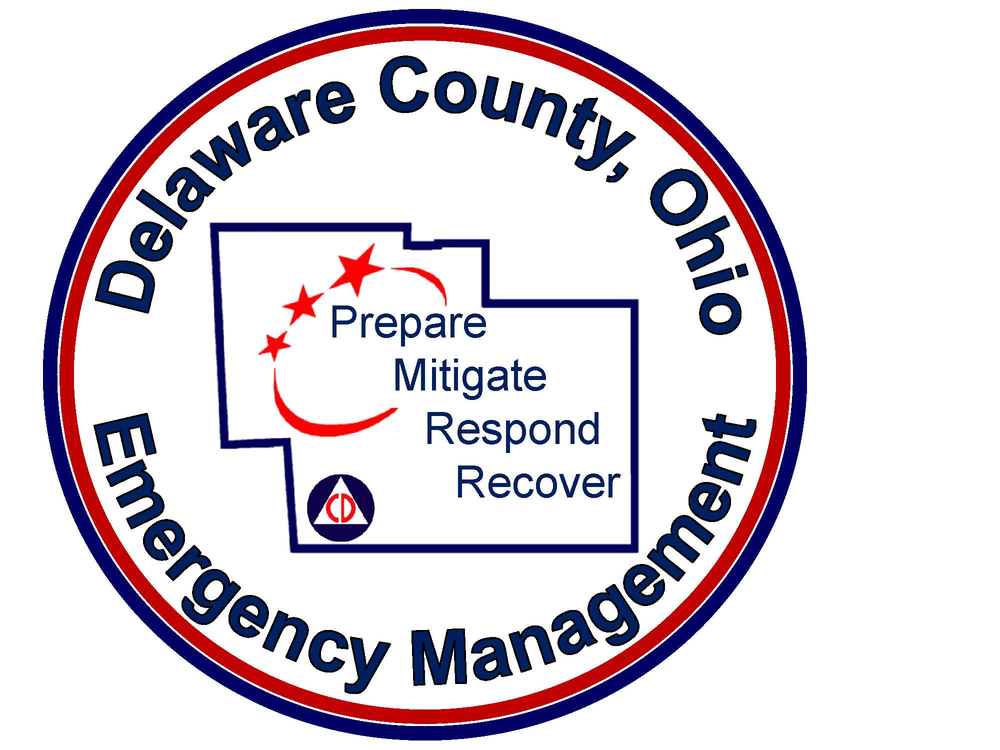 Delaware County, Ohio
Prepare
Mitigate
Respond
Recover
CD
Emergency Management